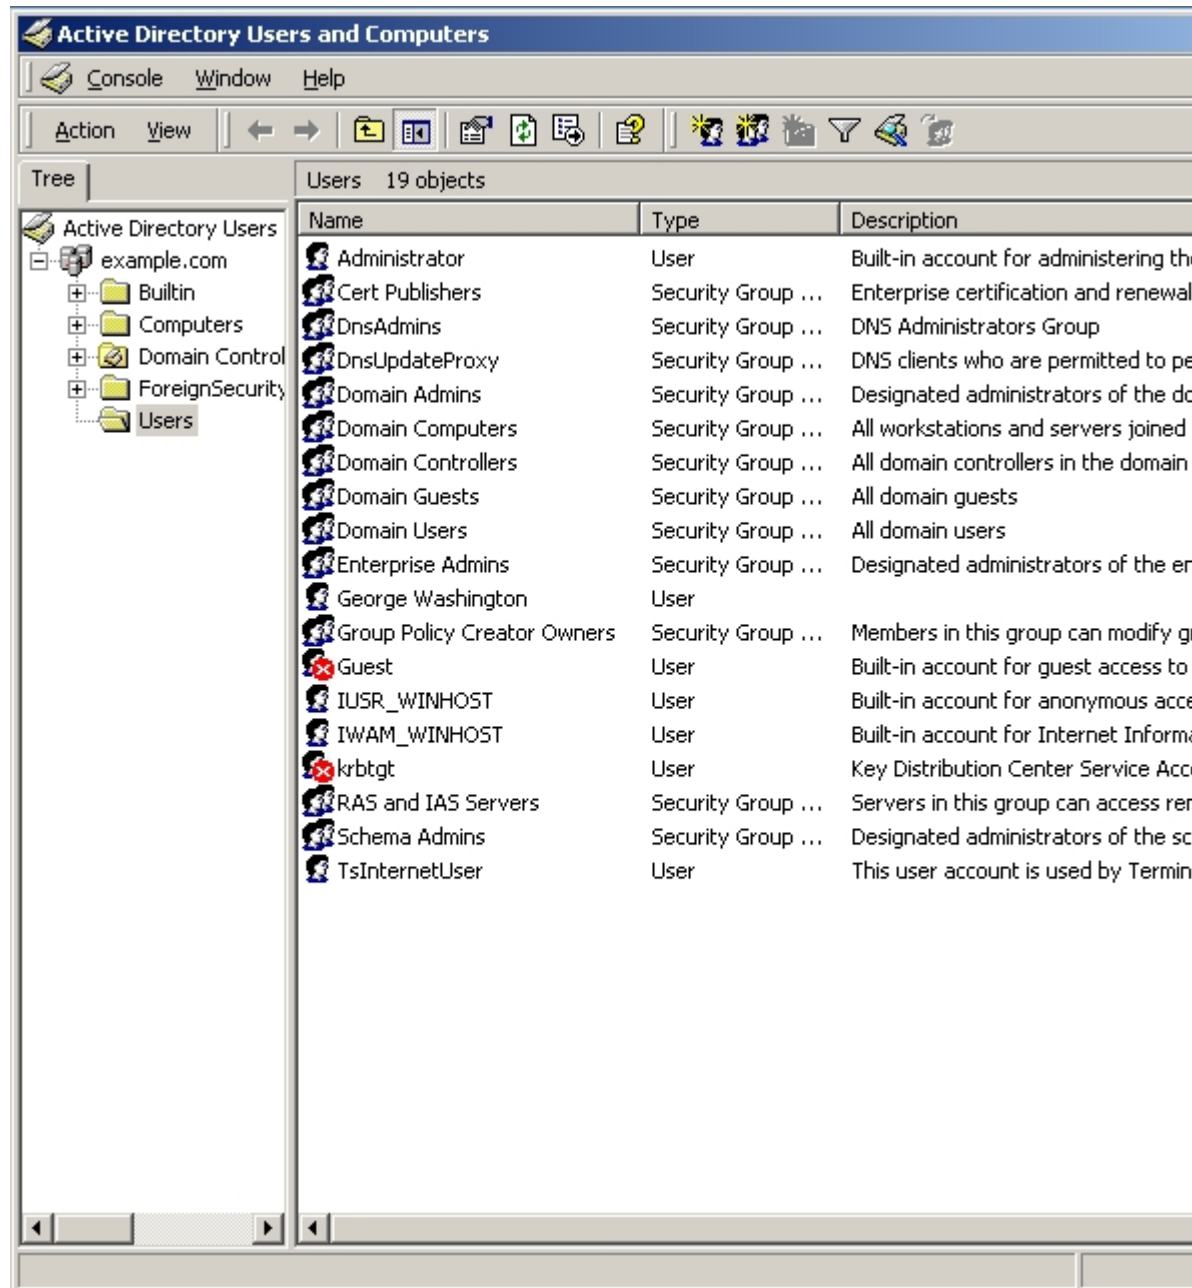 Active Directory Users and Computers
Console Window Help
Action View
Tree
Users 19 objects
Active Directory Users
example.com
Builtin
Computers
Domain Control
ForeignSecurity
Users
Name Type Description
Administrator User Built-in account for administering the
Cert Publishers Security Group ... Enterprise certification and renewal
DnsAdmins Security Group ... DNS Administrators Group
DnsUpdateProxy Security Group ... DNS clients who are permitted to pe
Domain Admins Security Group ... Designated administrators of the do
Domain Computers Security Group ... All workstations and servers joined
Domain Controllers Security Group ... All domain controllers in the domain
Domain Guests Security Group ... All domain guests
Domain Users Security Group ... All domain users
Enterprise Admins Security Group ... Designated administrators of the en
George Washington User
Group Policy Creator Owners Security Group ... Members in this group can modify gr
Guest User Built-in account for guest access to
IUSR_WINHOST User Built-in account for anonymous acce
IWAM_WINHOST User Built-in account for Internet Informa
krbtgt User Key Distribution Center Service Acco
RAS and IAS Servers Security Group ... Servers in this group can access rem
Schema Admins Security Group ... Designated administrators of the sc
TsInternetUser User This user account is used by Termin